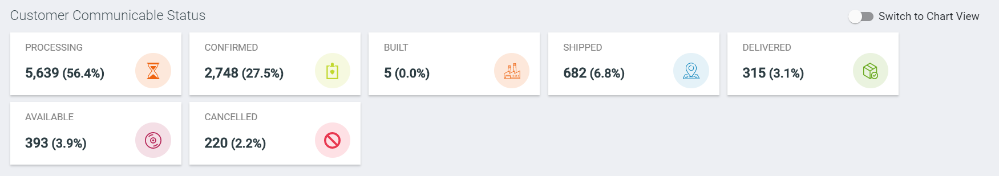 Customer Communicable Status
Switch to Chart View
PROCESSING
5,639 (56.4%)
CONFIRMED
2,748 (27.5%)
BUILT
5 (0.0%)
SHIPPED
682 (6.8%)
DELIVERED
315 (3.1%)
AVAILABLE
393 (3.9%)
CANCELLED
220 (2.2%)